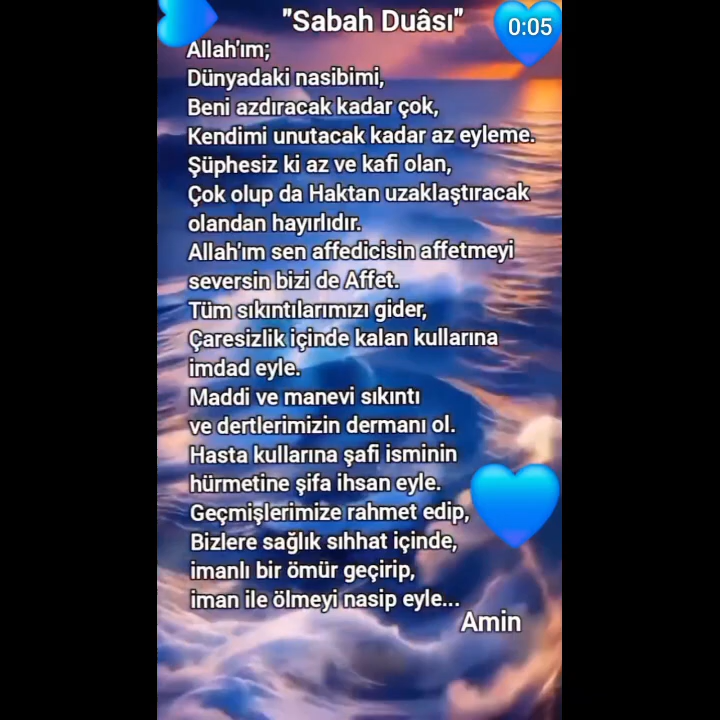 "Sabah Duâsı"
0:05
Allah'ım;
Dünyadaki nasibimi,
Beni azdıracak kadar çok,
Kendimi unutacak kadar az eyleme.
Şüphesiz ki az ve kafi olan,
Çok olup da Haktan uzaklaştıracak
olandan hayırlıdır.
Allah'ım sen affedicisin affetmeyi
seversin bizi de Affet.
Tüm sıkıntılarımızı gider,
Çaresizlik içinde kalan kullarına
imdad eyle.
Maddi ve manevi sıkıntı
ve dertlerimizin dermanı ol.
Hasta kullarına şafi isminin
hürmetine şifa ihsan eyle.
Geçmişlerimize rahmet edip,
Bizlere sağlık sıhhat içinde,
imanlı bir ömür geçirip,
iman ile ölmeyi nasip eyle...
Amin